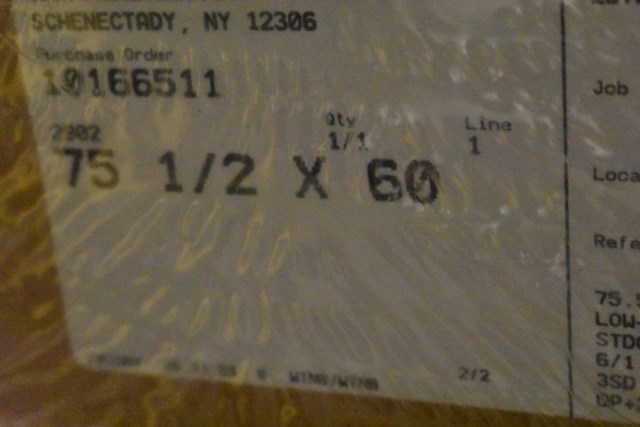 SCHENECTADY, NY 12306
Purchase Order
10166511
2302
Qty
1/1
Line
1
75 1/2 X 60
2/2
Job
Loca
Refe
75.
LOW-
STD
6/1
3SD